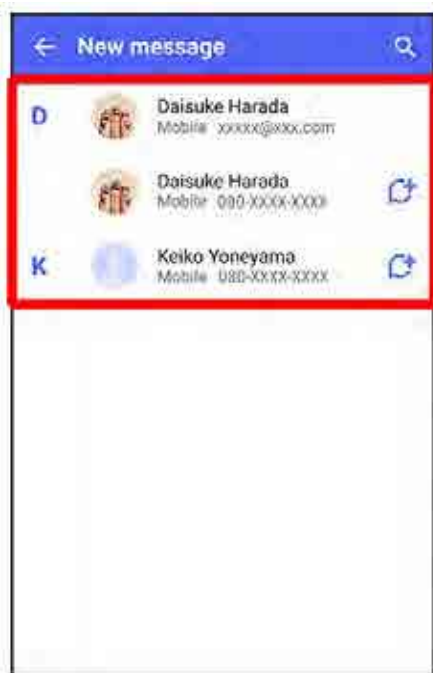 New message
D
Daisuke Harada
Mobile xxxxx@xxx.com
Daisuke Harada
Mobile 080-XXXX-XXXX
K
Keiko Yoneyama
Mobile 080-XXXX-XXXX